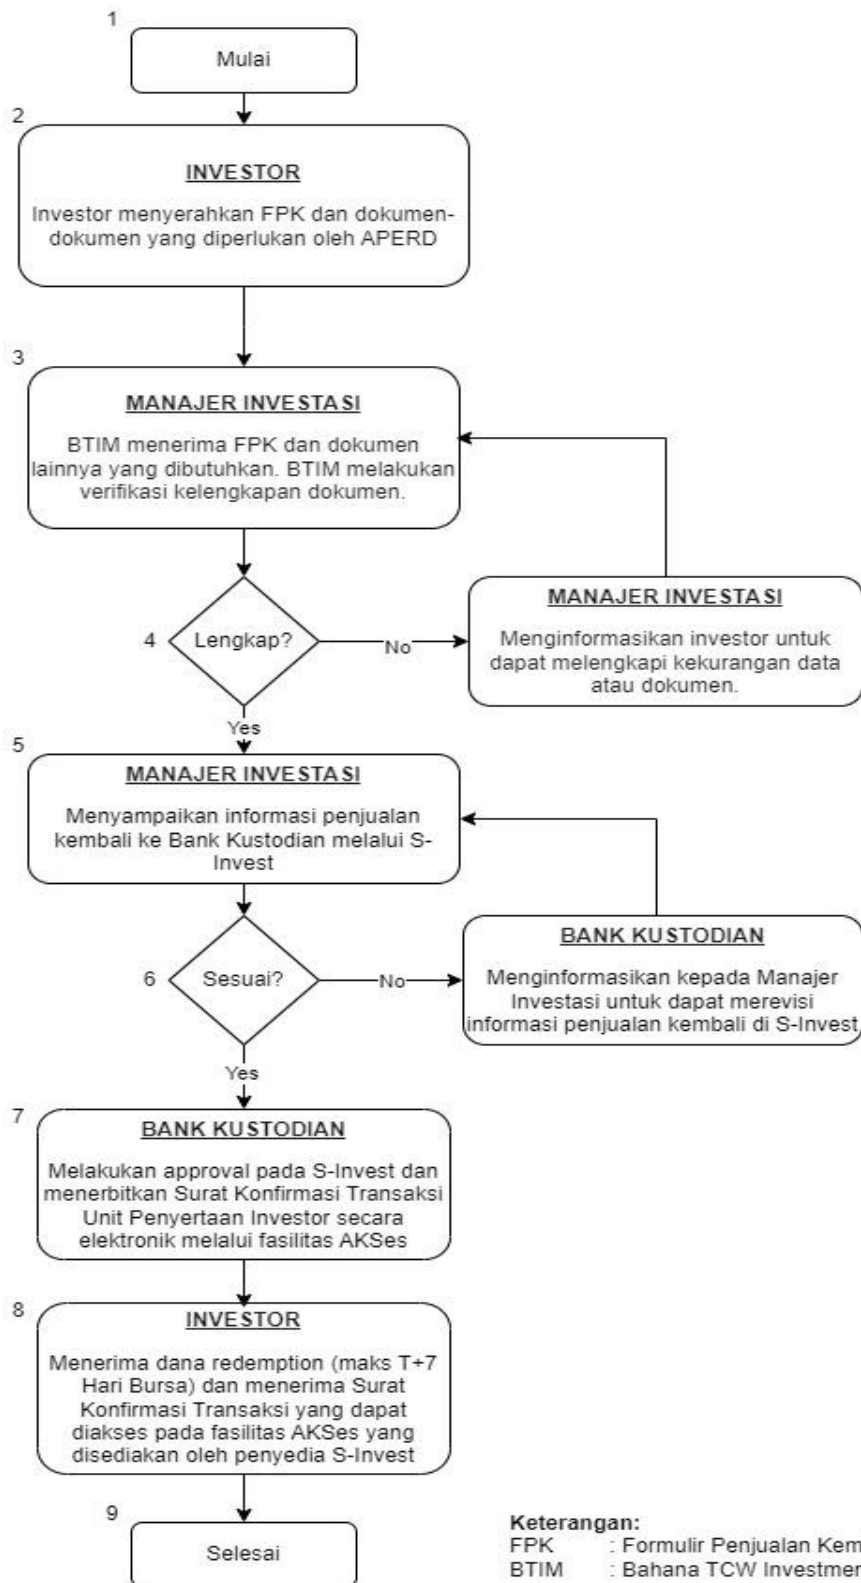 1
Mulai
2
INVESTOR
Investor menyerahkan FPK dan dokumen-
dokumen yang diperlukan oleh APERD
3
MANAJER INVESTASI
BTIM menerima FPK dan dokumen
lainnya yang dibutuhkan. BTIM melakukan
verifikasi kelengkapan dokumen.
4
Lengkap?
No
MANAJER INVESTASI
Menginformasikan investor untuk
dapat melengkapi kekurangan data
atau dokumen.
Yes
5
MANAJER INVESTASI
Menyampaikan informasi penjualan
kembali ke Bank Kustodian melalui S-
Invest
6
Sesuai?
No
BANK KUSTODIAN
Menginformasikan kepada Manajer
Investasi untuk dapat merevisi
informasi penjualan kembali di S-Invest
Yes
7
BANK KUSTODIAN
Melakukan approval pada S-Invest dan
menerbitkan Surat Konfirmasi Transaksi
Unit Penyertaan Investor secara
elektronik melalui fasilitas AKSes
8
INVESTOR
Menerima dana redemption (maks T+7
Hari Bursa) dan menerima Surat
Konfirmasi Transaksi yang dapat
diakses pada fasilitas AKSes yang
disediakan oleh penyedia S-Invest
9
Selesai
Keterangan:
FPK : Formulir Penjualan
BTIM : Bahana TCW